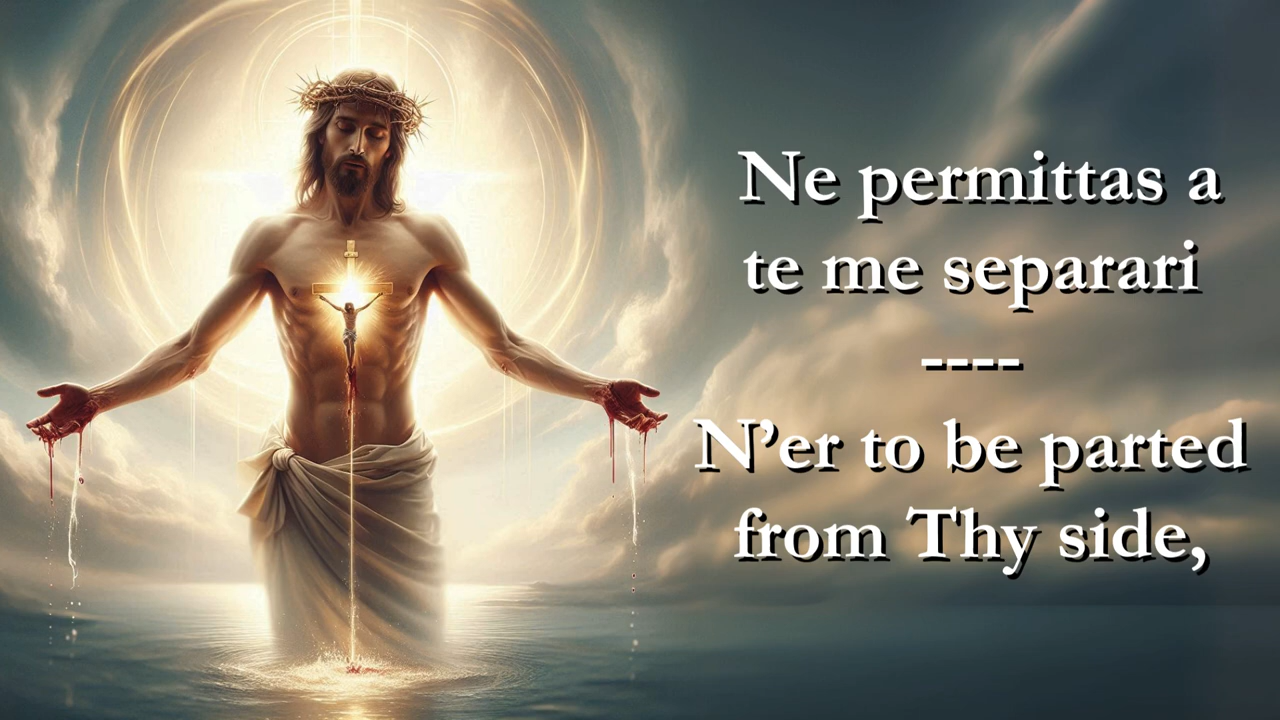 Ne permittas a
te me separari
----
N’er to be parted
from Thy side,